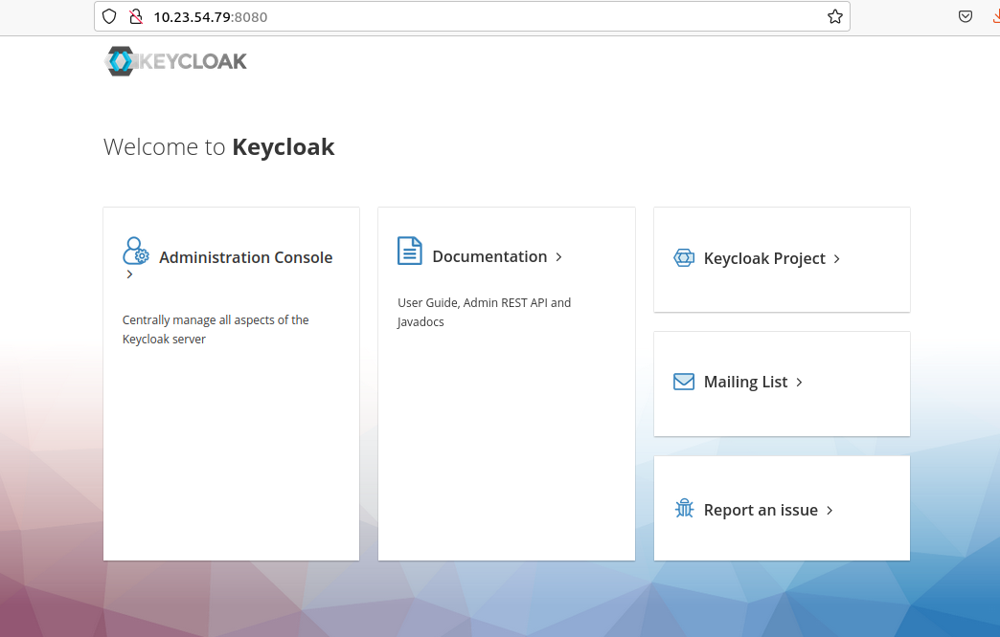 10.23.54.79:8080
KEYCLOAK
Welcome to Keycloak
Administration Console
Centrally manage all aspects of the
Keycloak server
Documentation
User Guide, Admin REST API and
Javadocs
Keycloak Project
Mailing List
Report an issue